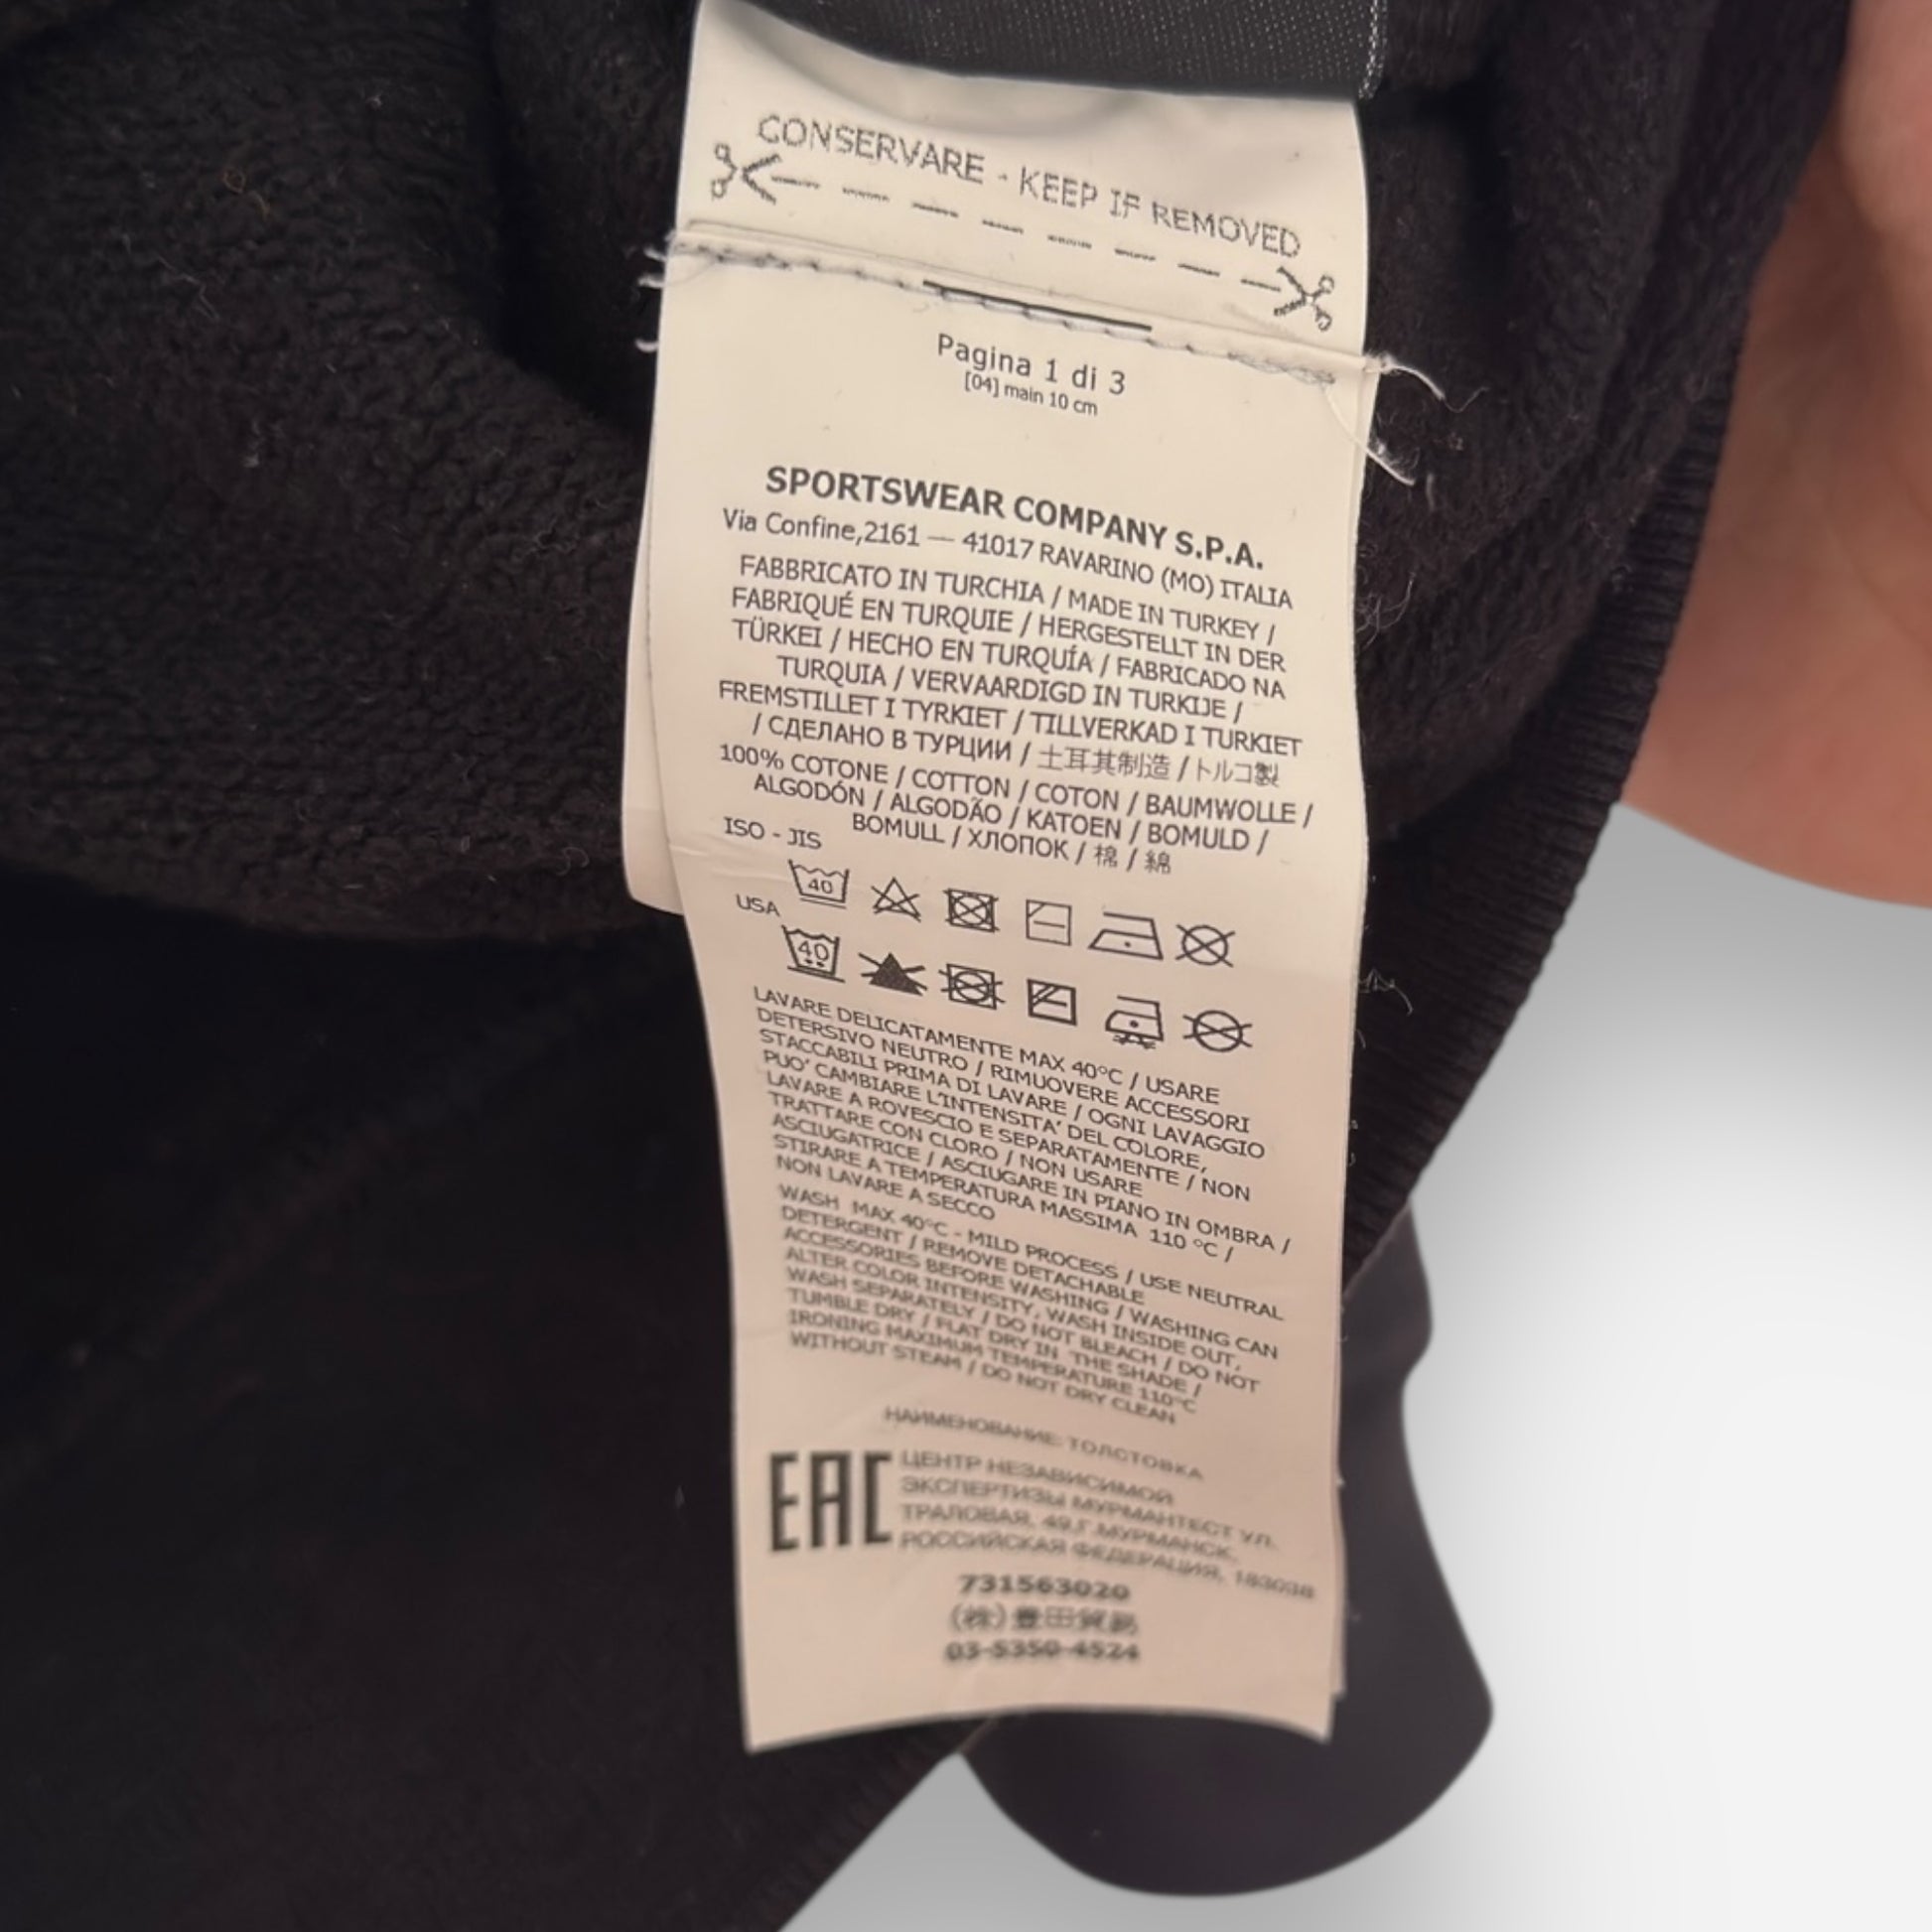 CONSERVARE - KEEP IF REMOVED
Pagina 1 di 3
[04] main 10 cm
SPORTSWEAR COMPANY S.P.A.
Via Confine,2161 — 41017 RAVARINO (MO) ITALIA
FABBRICATO IN TURCHIA / MADE IN TURKEY /
FABRIQUÉ EN TURQUIE / HERGESTELLT IN DER
TÜRKEI / HECHO EN TURQUÍA / FABRICADO NA
TURQUIA / VERVAARDIGD IN TURKIJE /
FREMSTILLET I TYRKIET / TILLVERKAD I TURKIET
/ СДЕЛАНО В ТУРЦИИ / 土耳其制造 / トルコ製
100% COTONE / COTTON / COTON / BAUMWOLLE /
ALGODÓN / ALGODÃO / KATOEN / BOMULD /
BOMULL / ХЛОПОК / 棉 / 綿
ISO - JIS
40
USA
40
LAVARE DELICATAMENTE MAX 40°C / USARE
DETERSIVO NEUTRO / RIMUOVERE ACCESSORI
STACCABILI PRIMA DI LAVARE / OGNI LAVAGGIO
PUO' CAMBIARE L'INTENSITA' DEL COLORE,
LAVARE A ROVESCIO E SEPARATAMENTE / NON
TRATTARE CON CLORO / NON USARE
ASCIUGATRICE / ASCIUGARE IN PIANO IN OMBRA /
STIRARE A TEMPERATURA MASSIMA 110 °C /
NON LAVARE A SECCO
WASH MAX 40°C - MILD PROCESS / USE NEUTRAL
DETERGENT / REMOVE DETACHABLE
ACCESSORIES BEFORE WASHING / WASHING CAN
ALTER COLOR INTENSITY, WASH INSIDE OUT,
WASH SEPARATELY / DO NOT BLEACH / DO NOT
TUMBLE DRY / FLAT DRY IN THE SHADE /
IRONING MAXIMUM TEMPERATURE 110°C
WITHOUT STEAM / DO NOT DRY CLEAN
НАИМЕНОВАНИЕ: ТОЛСТОВКА
EAC
ЦЕНТР НЕЗАВИСИМОЙ
ЭКСПЕРТИЗЫ МУРМАНТЕСТ УЛ.
ТРАЛОВАЯ, 49,Г.МУРМАНСК,
РОССИЙСКАЯ ФЕДЕРАЦИЯ, 183038
731563020
(株) 豊田貿易
03-5350-4524